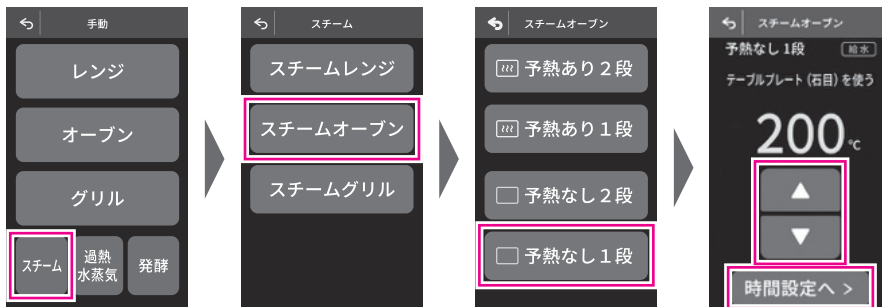 手動
レンジ
オーブン
グリル
スチーム
過熱
水蒸気
発酵
スチーム
スチームレンジ
スチームオーブン
スチームグリル
スチームオーブン
予熱あり２段
予熱あり１段
予熱なし２段
予熱なし１段
スチームオーブン
予熱なし 1段
給水
テーブルプレート（石目）を使う
200℃
▲
▼
時間設定へ >